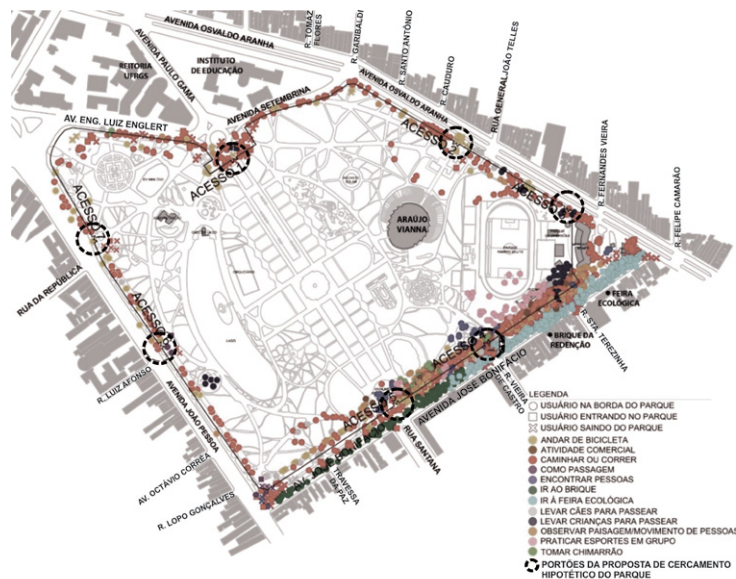 R. TOMAZ
FLORES
R. GARIBALDI
R. SANTO ANTÔNIO
R. CAUDURO
RUA GENERAL JOÃO TELLES
AVENIDA OSVALDO ARANHA
AVENIDA OSVALDO ARANHA
AVENIDA PAULO GAMA
REITORIA
UFRGS
INSTITUTO
DE EDUCAÇÃO
AVENIDA SETEMBRINA
AV. ENG. LUIZ ENGLERT
R. FERNANDES VIEIRA
R. FELIPE CAMARÃO
ACESSO
ACESSO 2
ACESSO 7
ARAÚJO
VIANNA
RUA DA REPÚBLICA
FEIRA
ECOLÓGICA
R. STA. TEREZINHA
BRIQUE DA
REDENÇÃO
ACESSO
ACESSO
ACESSO
R. LUIZ AFONSO
R. VIEIRA
DE CASTRO
AVENIDA JOSÉ BONIFÁCIO
AVENIDA JOÃO PESSOA
RUA SANTANA
AV. OCTÁVIO CORREA
TRAVESSA
DA PAZ
R. LOPO GONÇALVES
LEGENDA
USUÁRIO NA BORDA DO PARQUE
USUÁRIO ENTRANDO NO PARQUE
USUÁRIO SAINDO DO PARQUE
ANDAR DE BICICLETA
ATIVIDADE COMERCIAL
CAMINHAR OU CORRER
COMO PASSAGEM
ENCONTRAR PESSOAS
IR AO BRIQUE
IR À FEIRA ECOLÓGICA
LEVAR CÃES PARA PASSEAR
LEVAR CRIANÇAS PARA PASSEAR
OBSERVAR PAISAGEM/MOVIMENTO DE PESSOAS
PRATICAR ESPORTES EM GRUPO
TOMAR CHIMARRÃO
PORTÕES DA PROPOSTA DE CERCAMENTO
HIPOTÉTICO DO PARQUE